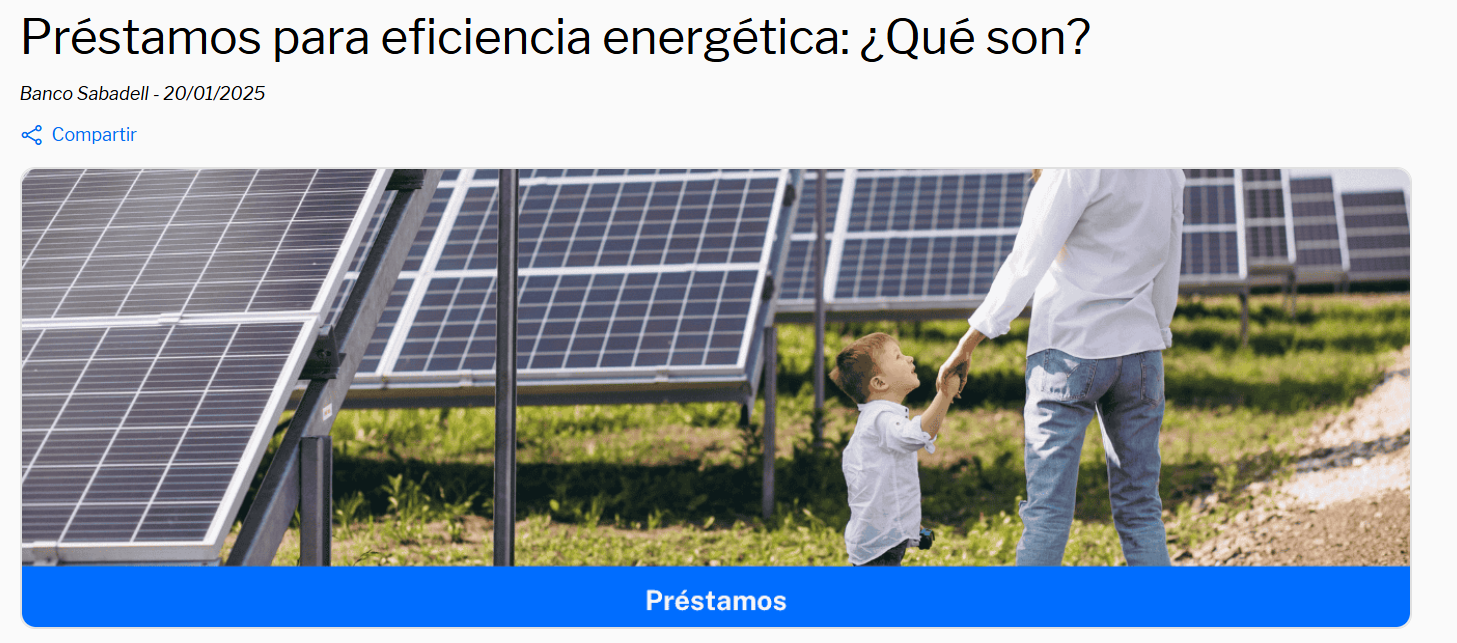 Préstamos para eficiencia energética: ¿Qué son?
Banco Sabadell - 20/01/2025
Compartir
Préstamos